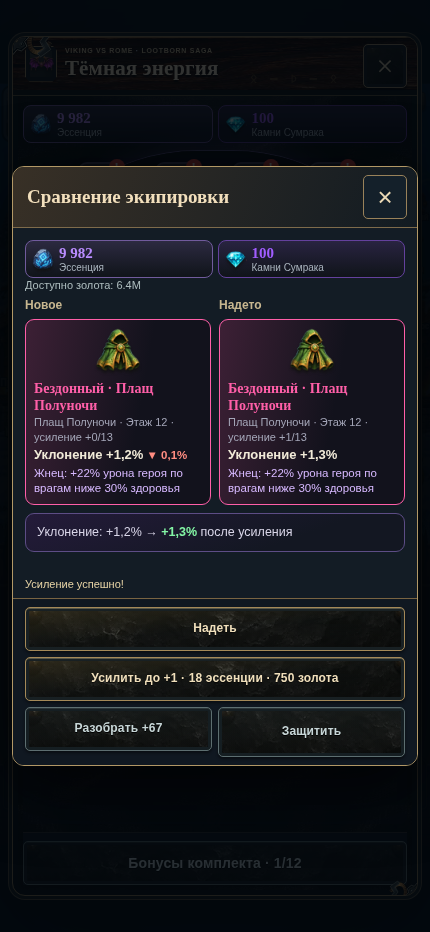 VIKING VS ROME · LOOTBORN SAGA
Тёмная энергия
9 982
Эссенция
100
Камни Сумрака
Сравнение экипировки
9 982
Эссенция
100
Камни Сумрака
Доступно золота: 6.4M
Новое
Надето
Бездонный · Плащ
Полуночи
Плащ Полуночи · Этаж 12 ·
усиление +0/13
Уклонение +1,2% ▼ 0,1%
Жнец: +22% урона героя по
врагам ниже 30% здоровья
Бездонный · Плащ
Полуночи
Плащ Полуночи · Этаж 12 ·
усиление +1/13
Уклонение +1,3%
Жнец: +22% урона героя по
врагам ниже 30% здоровья
Уклонение: +1,2% → +1,3% после усиления
Усиление успешно!
Надеть
Усилить до +1 · 18 эссенции · 750 золота
Разобрать +67
Защитить
Бонусы комплекта · 1/12